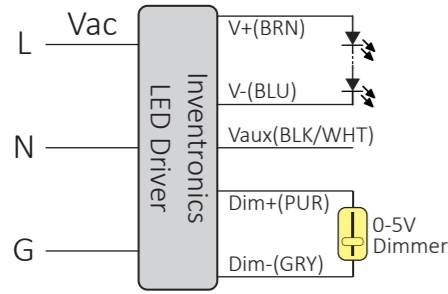 Vac
L
N
G
Inventronics
LED Driver
V+(BRN)
V-(BLU)
Vaux(BLK/WHT)
Dim+(PUR)
Dim-(GRY)
0-5V
Dimmer